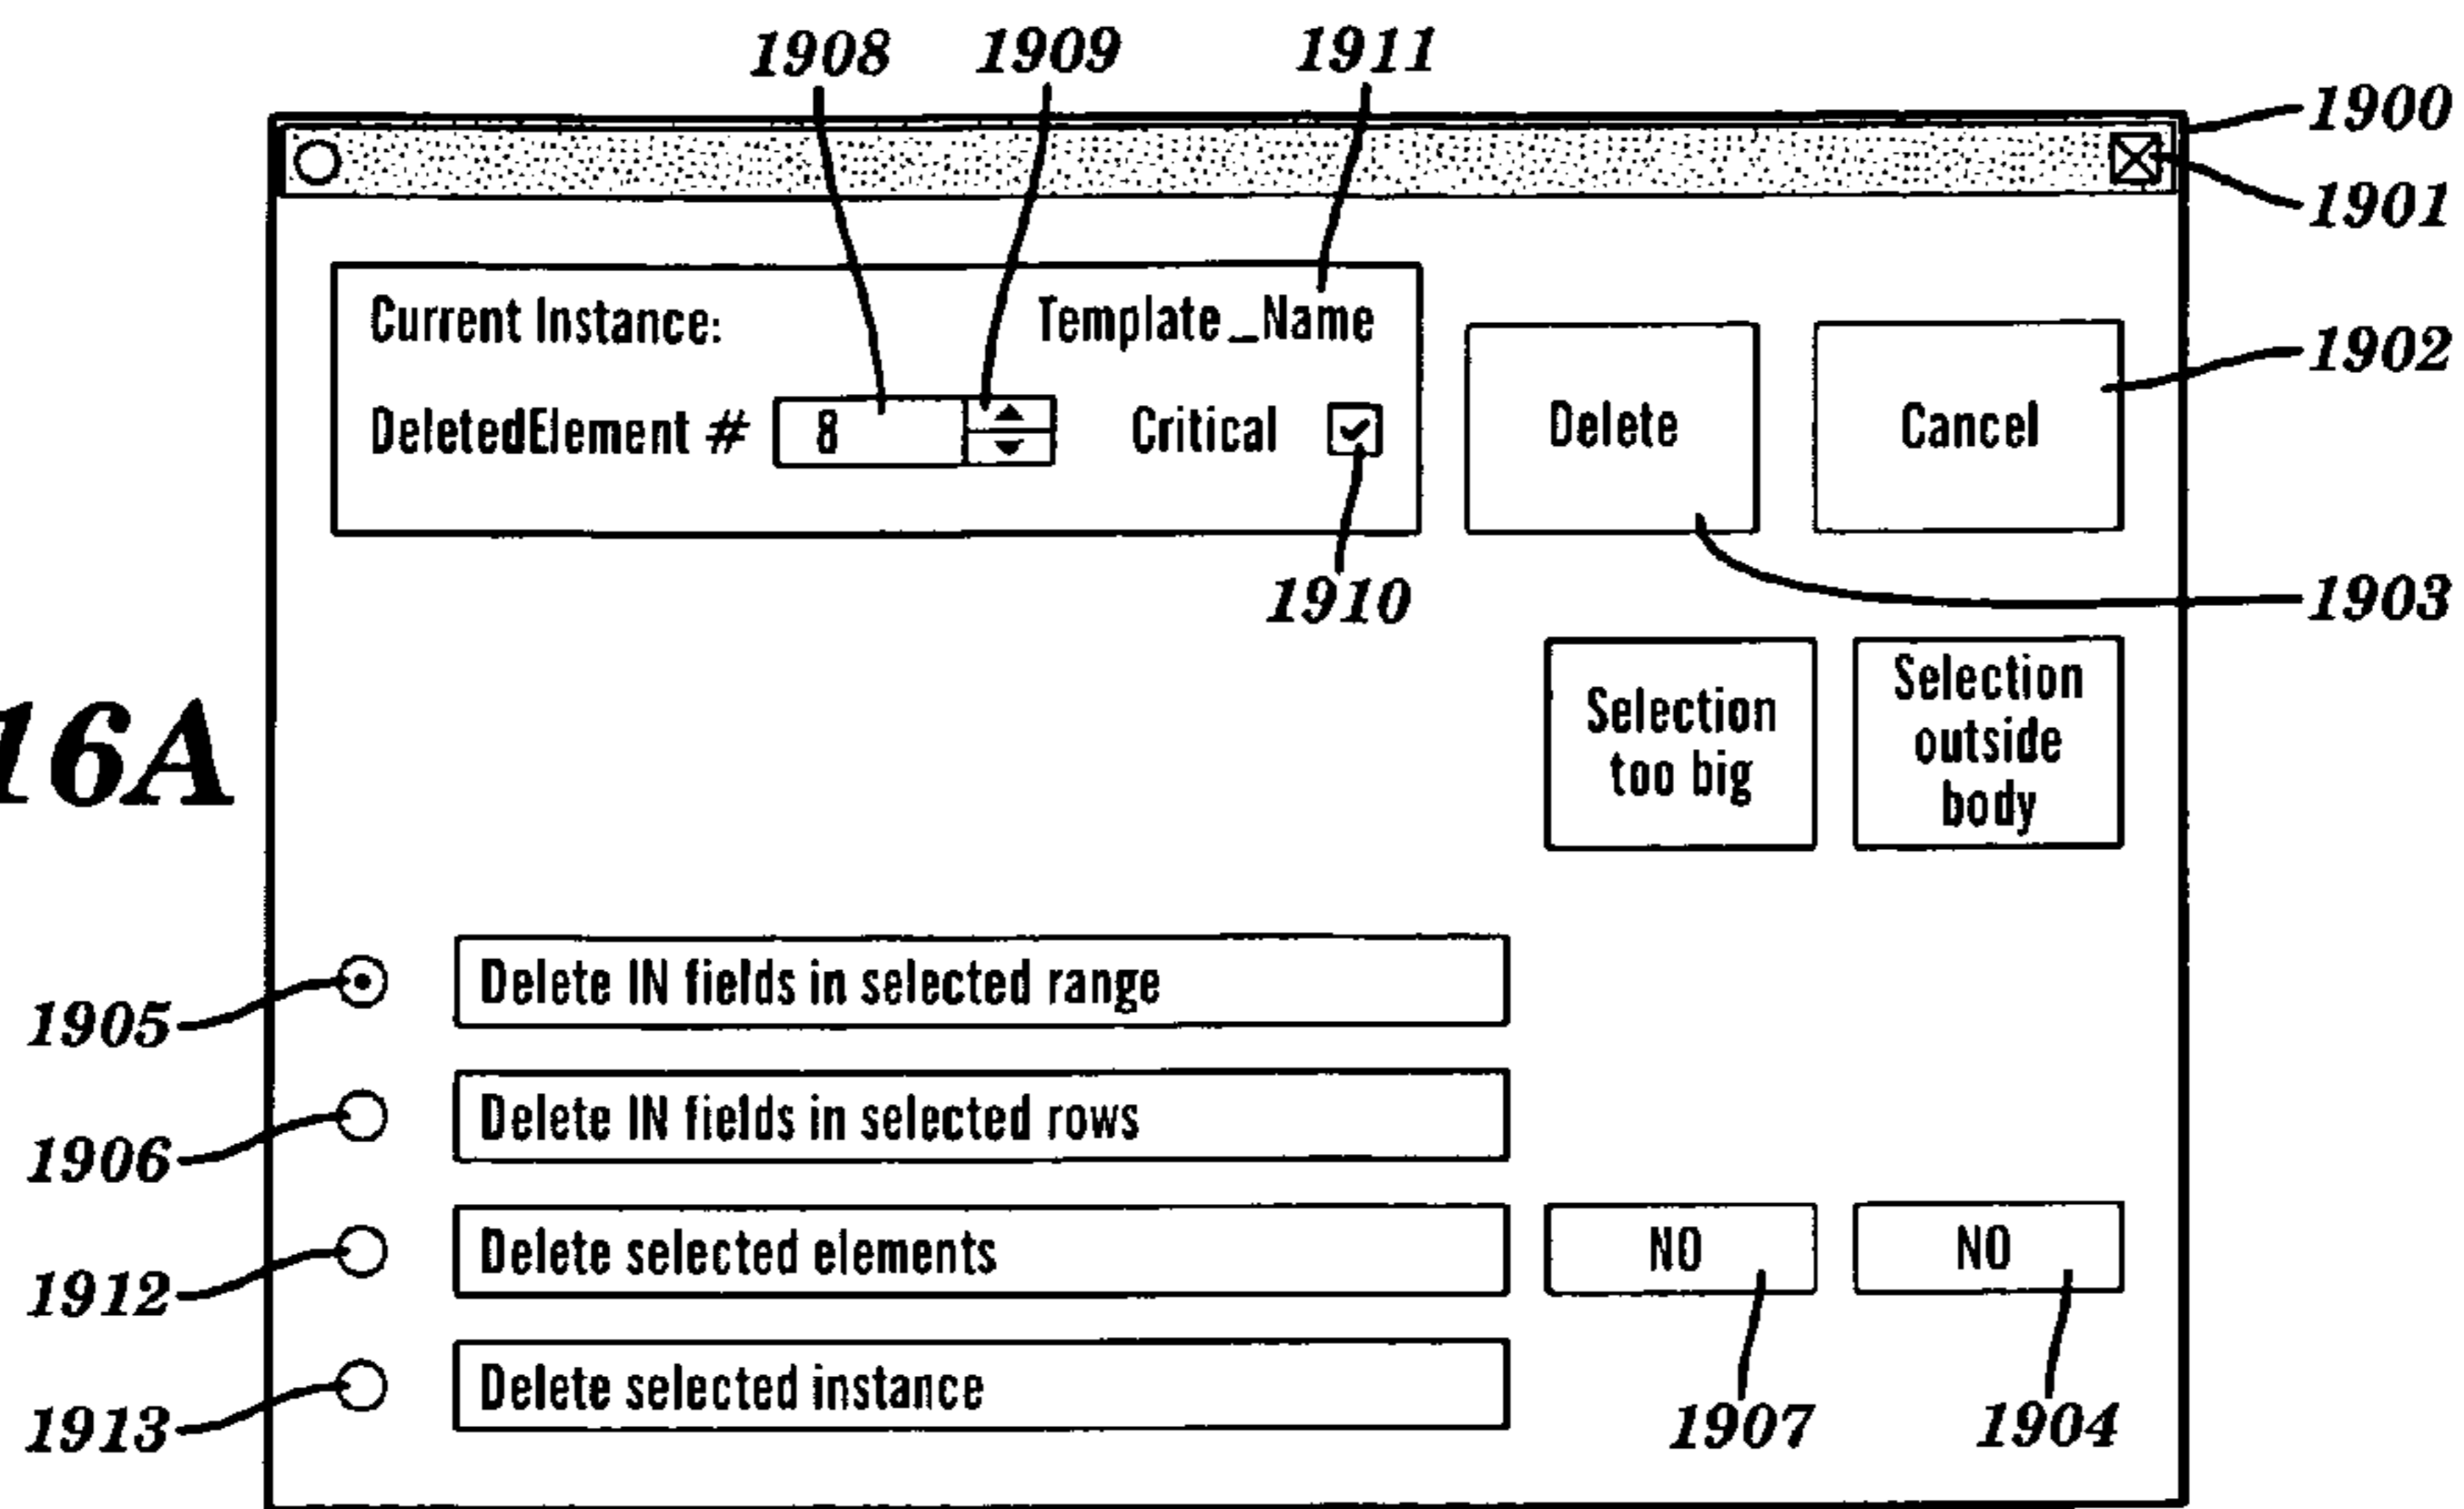 1908 1909 1911
1900
1901
Current Instance: Template_Name
DeletedElement # 8 Critical
Delete
Cancel
1902
1910
1903
16A
Selection
too big
Selection
outside
body
1905
Delete IN fields in selected range
1906
Delete IN fields in selected rows
1912
Delete selected elements
NO
NO
1913
Delete selected instance
1907
1904